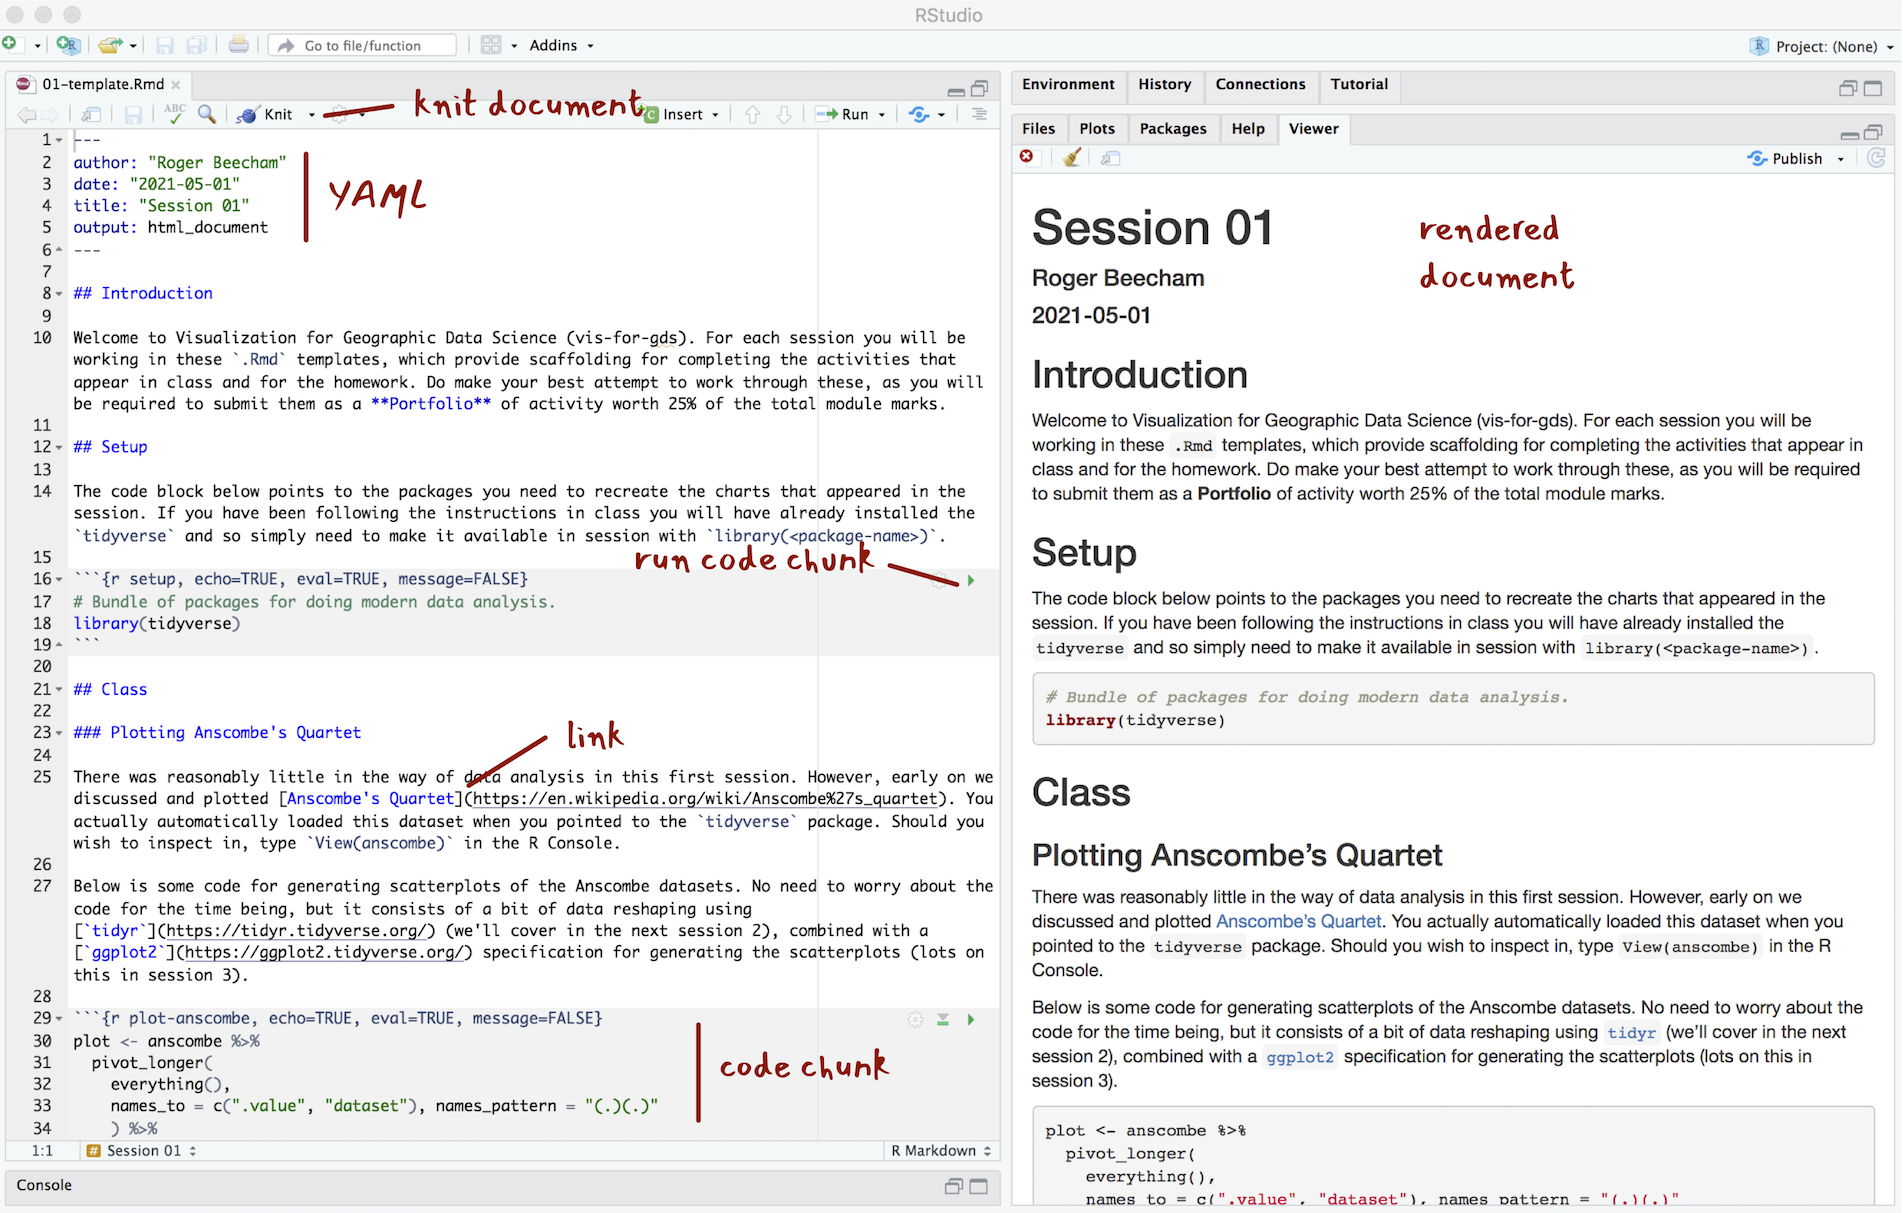 RStudio
Go to file/function
Addins
Project: (None)
01-template.Rmd
ABC
Knit
knit document
Insert
Run
1 ---
2 author: "Roger Beecham"
3 date: "2021-05-01"
4 title: "Session 01"
5 output: html_document
6 ---
YAML
7
8 ## Introduction
9
10 Welcome to Visualization for Geographic Data Science (vis-for-gds). For each session you will be
working in these `.Rmd` templates, which provide scaffolding for completing the activities that
appear in class and for the homework. Do make your best attempt to work through these, as you will
be required to submit them as a **Portfolio** of activity worth 25% of the total module marks.
11
12 ## Setup
13
14 The code block below points to the packages you need to recreate the charts that appeared in the
session. If you have been following the instructions in class you will have already installed the
`tidyverse` and so simply need to make it available in session with `library(<package-name>)`.
15
run code chunk
16 ```{r setup, echo=TRUE, eval=TRUE, message=FALSE}
17 # Bundle of packages for doing modern data analysis.
18 library(tidyverse)
19 ```
20
21 ## Class
22
23 ### Plotting Anscombe's Quartet
link
24
25 There was reasonably little in the way of data analysis in this first session. However, early on we
discussed and plotted [Anscombe's Quartet](https://en.wikipedia.org/wiki/Anscombe%27s_quartet). You
actually automatically loaded this dataset when you pointed to the `tidyverse` package. Should you
wish to inspect in, type `View(anscombe)` in the R Console.
26
27 Below is some code for generating scatterplots of the Anscombe datasets. No need to worry about the
code for the time being, but it consists of a bit of data reshaping using
[`tidyr`](https://tidyr.tidyverse.org/) (we'll cover in the next session 2), combined with a
[`ggplot2`](https://ggplot2.tidyverse.org/) specification for generating the scatterplots (lots on
this in session 3).
28
29 ```{r plot-anscombe, echo=TRUE, eval=TRUE, message=FALSE}
30 plot <- anscombe %>%
31 pivot_longer(
32 everything(),
33 names_to = c(".value", "dataset"), names_pattern = "(.)(.)"
34 ) %>%
code chunk
1:1
# Session 01
R Markdown
Console
Environment History Connections Tutorial
Files Plots Packages Help Viewer
Publish
Session 01
rendered
document
Roger Beecham
2021-05-01
Introduction
Welcome to Visualization for Geographic Data Science (vis-for-gds). For each session you will be
working in these .Rmd templates, which provide scaffolding for completing the activities that appear in
class and for the homework. Do make your best attempt to work through these, as you will be required
to submit them as a Portfolio of activity worth 25% of the total module marks.
Setup
The code block below points to the packages you need to recreate the charts that appeared in the
session. If you have been following the instructions in class you will have already installed the
tidyverse and so simply need to make it available in session with library(<package-name>) .
# Bundle of packages for doing modern data analysis.
library(tidyverse)
Class
Plotting Anscombe’s Quartet
There was reasonably little in the way of data analysis in this first session. However, early on we
discussed and plotted Anscombe’s Quartet. You actually automatically loaded this dataset when you
pointed to the tidyverse package. Should you wish to inspect in, type View(anscombe) in the R
Console.
Below is some code for generating scatterplots of the Anscombe datasets. No need to worry about the
code for the time being, but it consists of a bit of data reshaping using tidyr (we’ll cover in the next
session 2), combined with a ggplot2 specification for generating the scatterplots (lots on this in
session 3).
plot <- anscombe %>%
pivot_longer(
everything(),
names_to = c(".value", "dataset"), names_pattern = "(.)(.)"